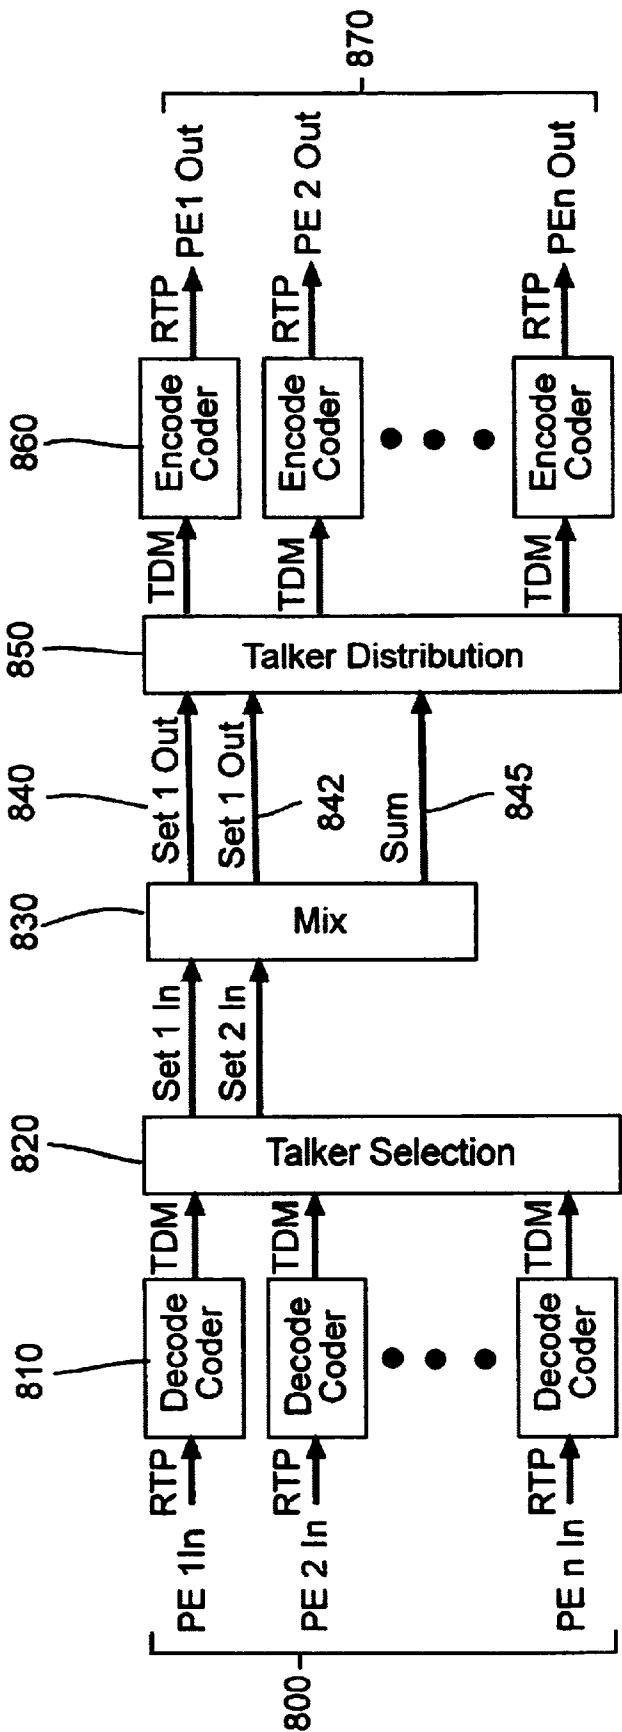 800
PE 1In
RTP
PE 2 In
RTP
PE n In
RTP
810
Decode
Coder
Decode
Coder
Decode
Coder
TDM
TDM
TDM
820
Talker Selection
Set 1 In
Set 2 In
830
Mix
840
Set 1 Out
Set 1 Out
842
Sum
845
850
Talker Distribution
TDM
TDM
TDM
860
Encode
Coder
Encode
Coder
Encode
Coder
RTP
PE1 Out
RTP
PE 2 Out
RTP
PEn Out
870